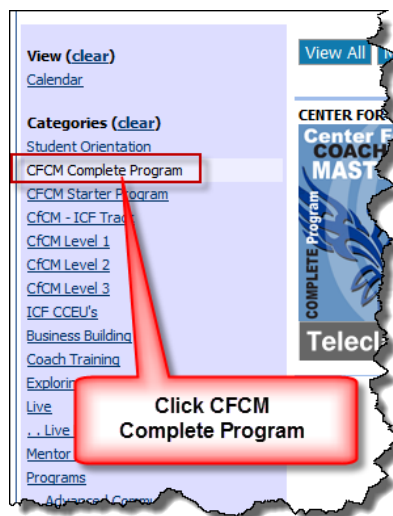 View (clear)
Calendar
Categories (clear)
Student Orientation
CFCM Complete Program
CFCM Starter Program
CfCM - ICF Track
CfCM Level 1
CfCM Level 2
CfCM Level 3
ICF CCEU's
Business Building
Coach Training
Live
. . Live
Mentor
Programs
Click CFCM
Complete Program
View All
CENTER FOR
Center
COACH
MAST
COMPLETE Program
Telecl